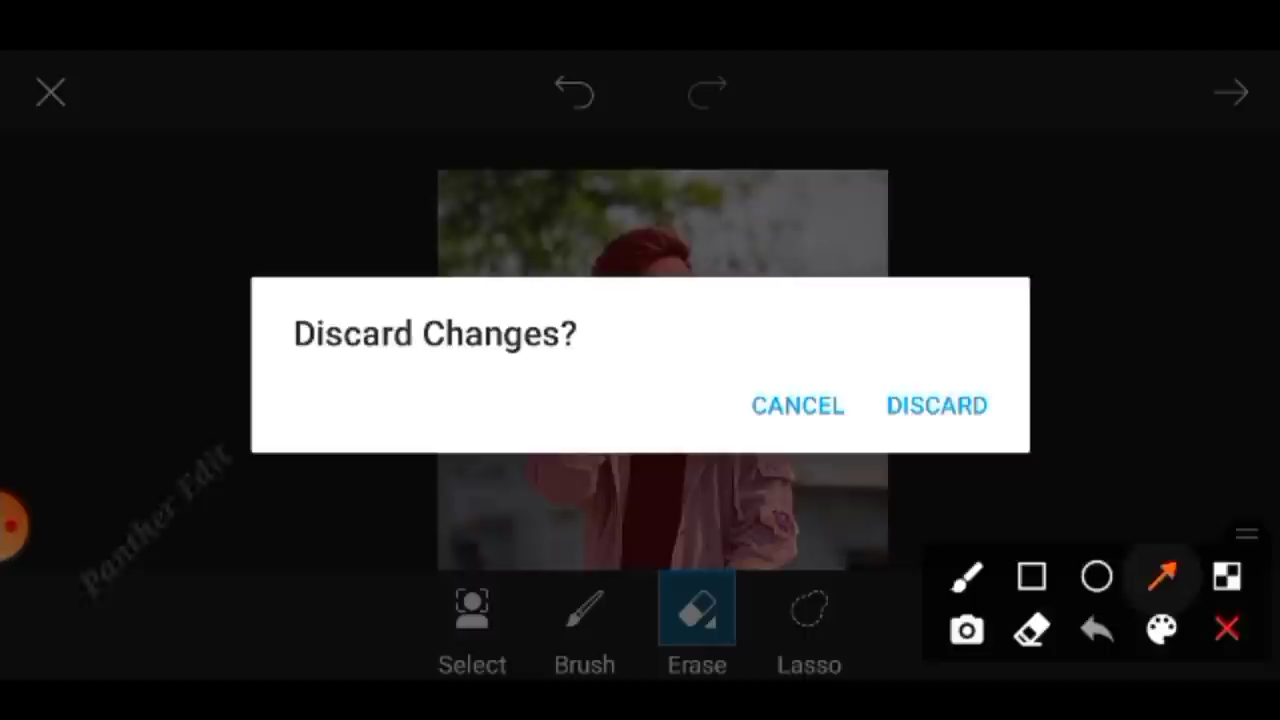 Discard Changes?
CANCEL DISCARD
Panther Edit
Select Brush Erase Lasso